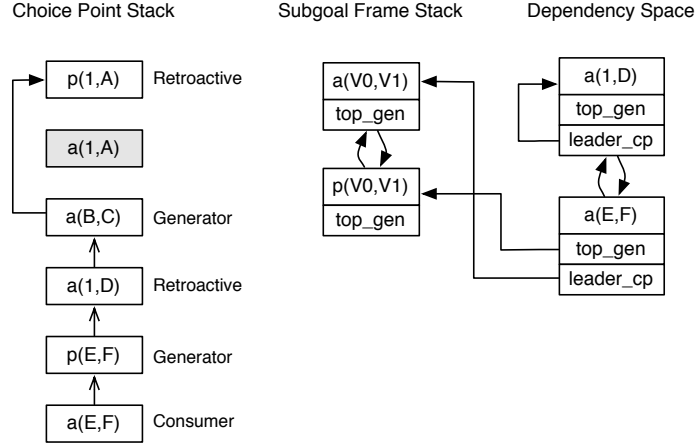 Choice Point Stack
p(1,A) Retroactive
a(1,A)
a(B,C) Generator
a(1,D) Retroactive
p(E,F) Generator
a(E,F) Consumer
Subgoal Frame Stack
a(V0,V1)
top_gen
p(V0,V1)
top_gen
Dependency Space
a(1,D)
top_gen
leader_cp
a(E,F)
top_gen
leader_cp